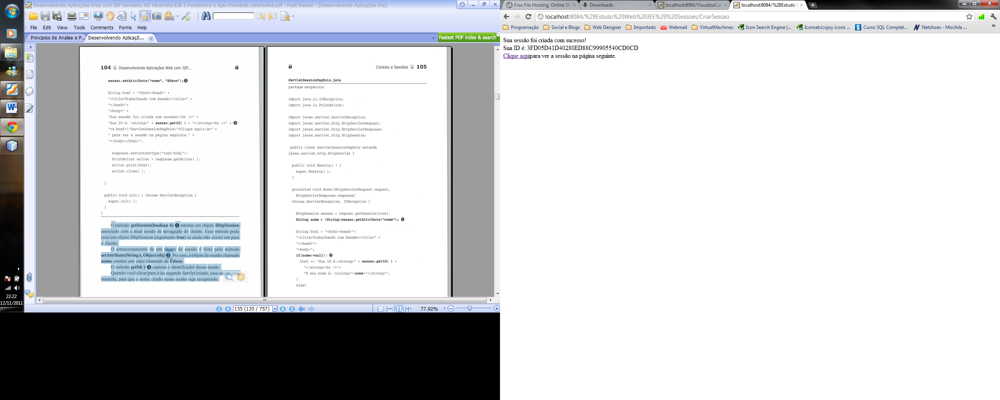 Desenvolvendo Aplicações Web com JSP Servelets JSF Hibernate EJB 3 Persistence e Ajax.therebels.robertosilva.pdf - Foxit Reader - [Desenvolvendo Aplicações We]
RMS
File Edit View Tools Comments Forms Help
Principios de Analise e P...
Desenvolvendo Aplicaçõ...
Fastest PDF index & search
104 Desenvolvendo Aplicações Web com JSP...
sessao.setAttribute("nome", "Edson");❷
String html = "<html><head>" +
"<title>Trabalhando com Sessão</title>" +
"</head>"+
"<body>" +
"Sua sessão foi criada com sucesso!<br />" +
"Sua ID é: <strong>" + sessao.getId( ) + "</strong><br />" + ❸
"<a href=\"ServletSessionPagDois\">Clique aqui</a>" +
" para ver a sessão na página seguinte." +
"</body></html>";
response.setContentType("text/html");
PrintWriter writer = response.getWriter( );
writer.print(html);
writer.close( );
}
public void init( ) throws ServletException {
super.init( );
}
}
O método getSession(boolean b) ❶ retorna um objeto HttpSession
associado com a atual sessão de navegação do cliente. Esse método pode
criar um objeto HttpSession (argumento true) se ainda não existir um para
o cliente.
O armazenamento de um objeto de sessão é feito pelo método
setAttribute(String s, Object obj) ❷. No caso, o objeto de sessão chamado
nome contém um valor chamado de Edson.
O método getId( ) ❸ captura o identificador dessa sessão.
Quando você clicar para ir ao segundo Servlet criado, essa sessão será
mantida, para que o nome criado nessa sessão seja recuperado.
Cookies e Sessões 105
ServletSessionPagDois.java
package meupacote;
import java.io.IOException;
import java.io.PrintWriter;
import javax.servlet.ServletException;
import javax.servlet.http.HttpServletRequest;
import javax.servlet.http.HttpServletResponse;
import javax.servlet.http.HttpSession;
public class ServletSessionPagDois extends
javax.servlet.http.HttpServlet {
public void destroy( ) {
super.destroy( );
}
protected void doGet(HttpServletRequest request,
HttpServletResponse response)
throws ServletException, IOException {
HttpSession sessao = request.getSession(true);
String nome = (String)sessao.getAttribute("nome"); ❶
String html = "<html><head>"+
"<title>Trabalhando com Sessão</title>" +
"</head>"+
"<body>";
if(nome!=null){ ❷
html += "Sua ID é:<strong>" + sessao.getId( ) +
"</strong><br />"+
"E seu nome é: <strong>"+nome+"</strong>";
}
else{
135 (135 / 757)
77.92%
22:22
12/11/2011
Free File Hosting, Online St
Downloads
localhost:8084/VisualizaCoo
localhost:8084/%28Estudo
localhost:8084/%28Estudo%20Web%20JEE%29%20Sessoes/CriarSessao
Programação Social e Blogs Web Designer Importado Webmail VirtualMachines Icon Search Engine |... Iconset:icojoy icons ... Curso SQL Complet... Netshoes - Mochila ... »
Sua sessão foi criada com sucesso!
Sua ID é: 3FD05D41D40280ED88C99905540CD0CD
Clique aquipara ver a sessão na página seguinte.